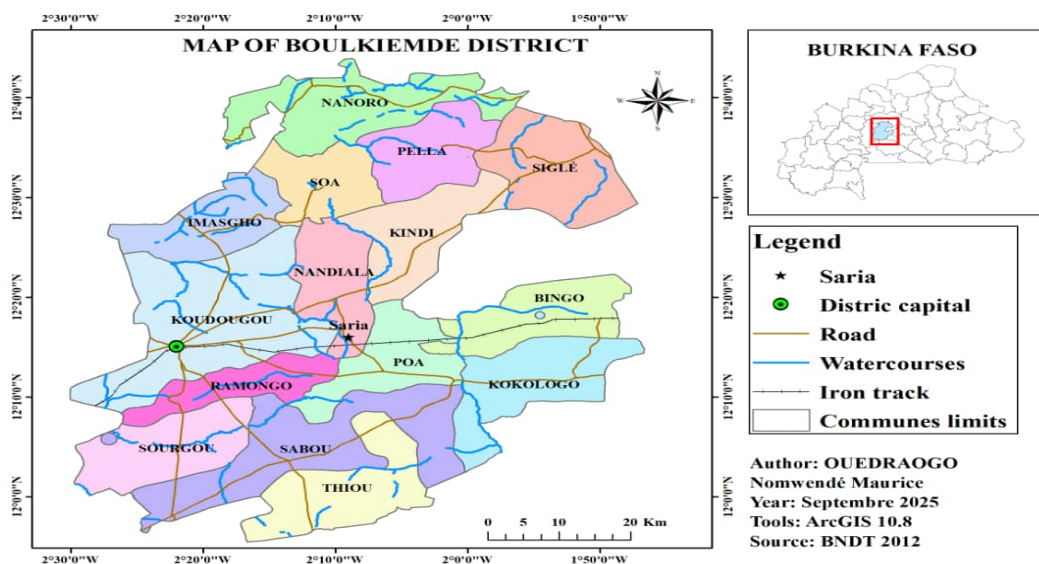 2°30'0"W
2°20'0"W
2°10'0"W
2°0'0"W
1°50'0"W
MAP OF BOULKIEMDE DISTRICT
N
W
E
S
12°40'0"N
12°30'0"N
12°20'0"N
12°10'0"N
12°0'0"N
NANORO
PELLA
SIGLÉ
SOA
IMASGHO
KINDI
NANDIALA
BINGO
KOUDOUGOU
Saria
POA
RAMONGO
KOKOLOGO
SOURGOU
SABOU
THIOU
0 5 10 20 Km
12°40'0"N
12°30'0"N
12°20'0"N
12°10'0"N
12°0'0"N
2°30'0"W
2°20'0"W
2°10'0"W
2°0'0"W
1°50'0"W
BURKINA FASO
Legend
Saria
Distric capital
Road
Watercourses
Iron track
Communes limits
Author: OUEDRAOGO
Nomwendé Maurice
Year: Septembre 2025
Tools: ArcGIS 10.8
Source: BNDT 2012